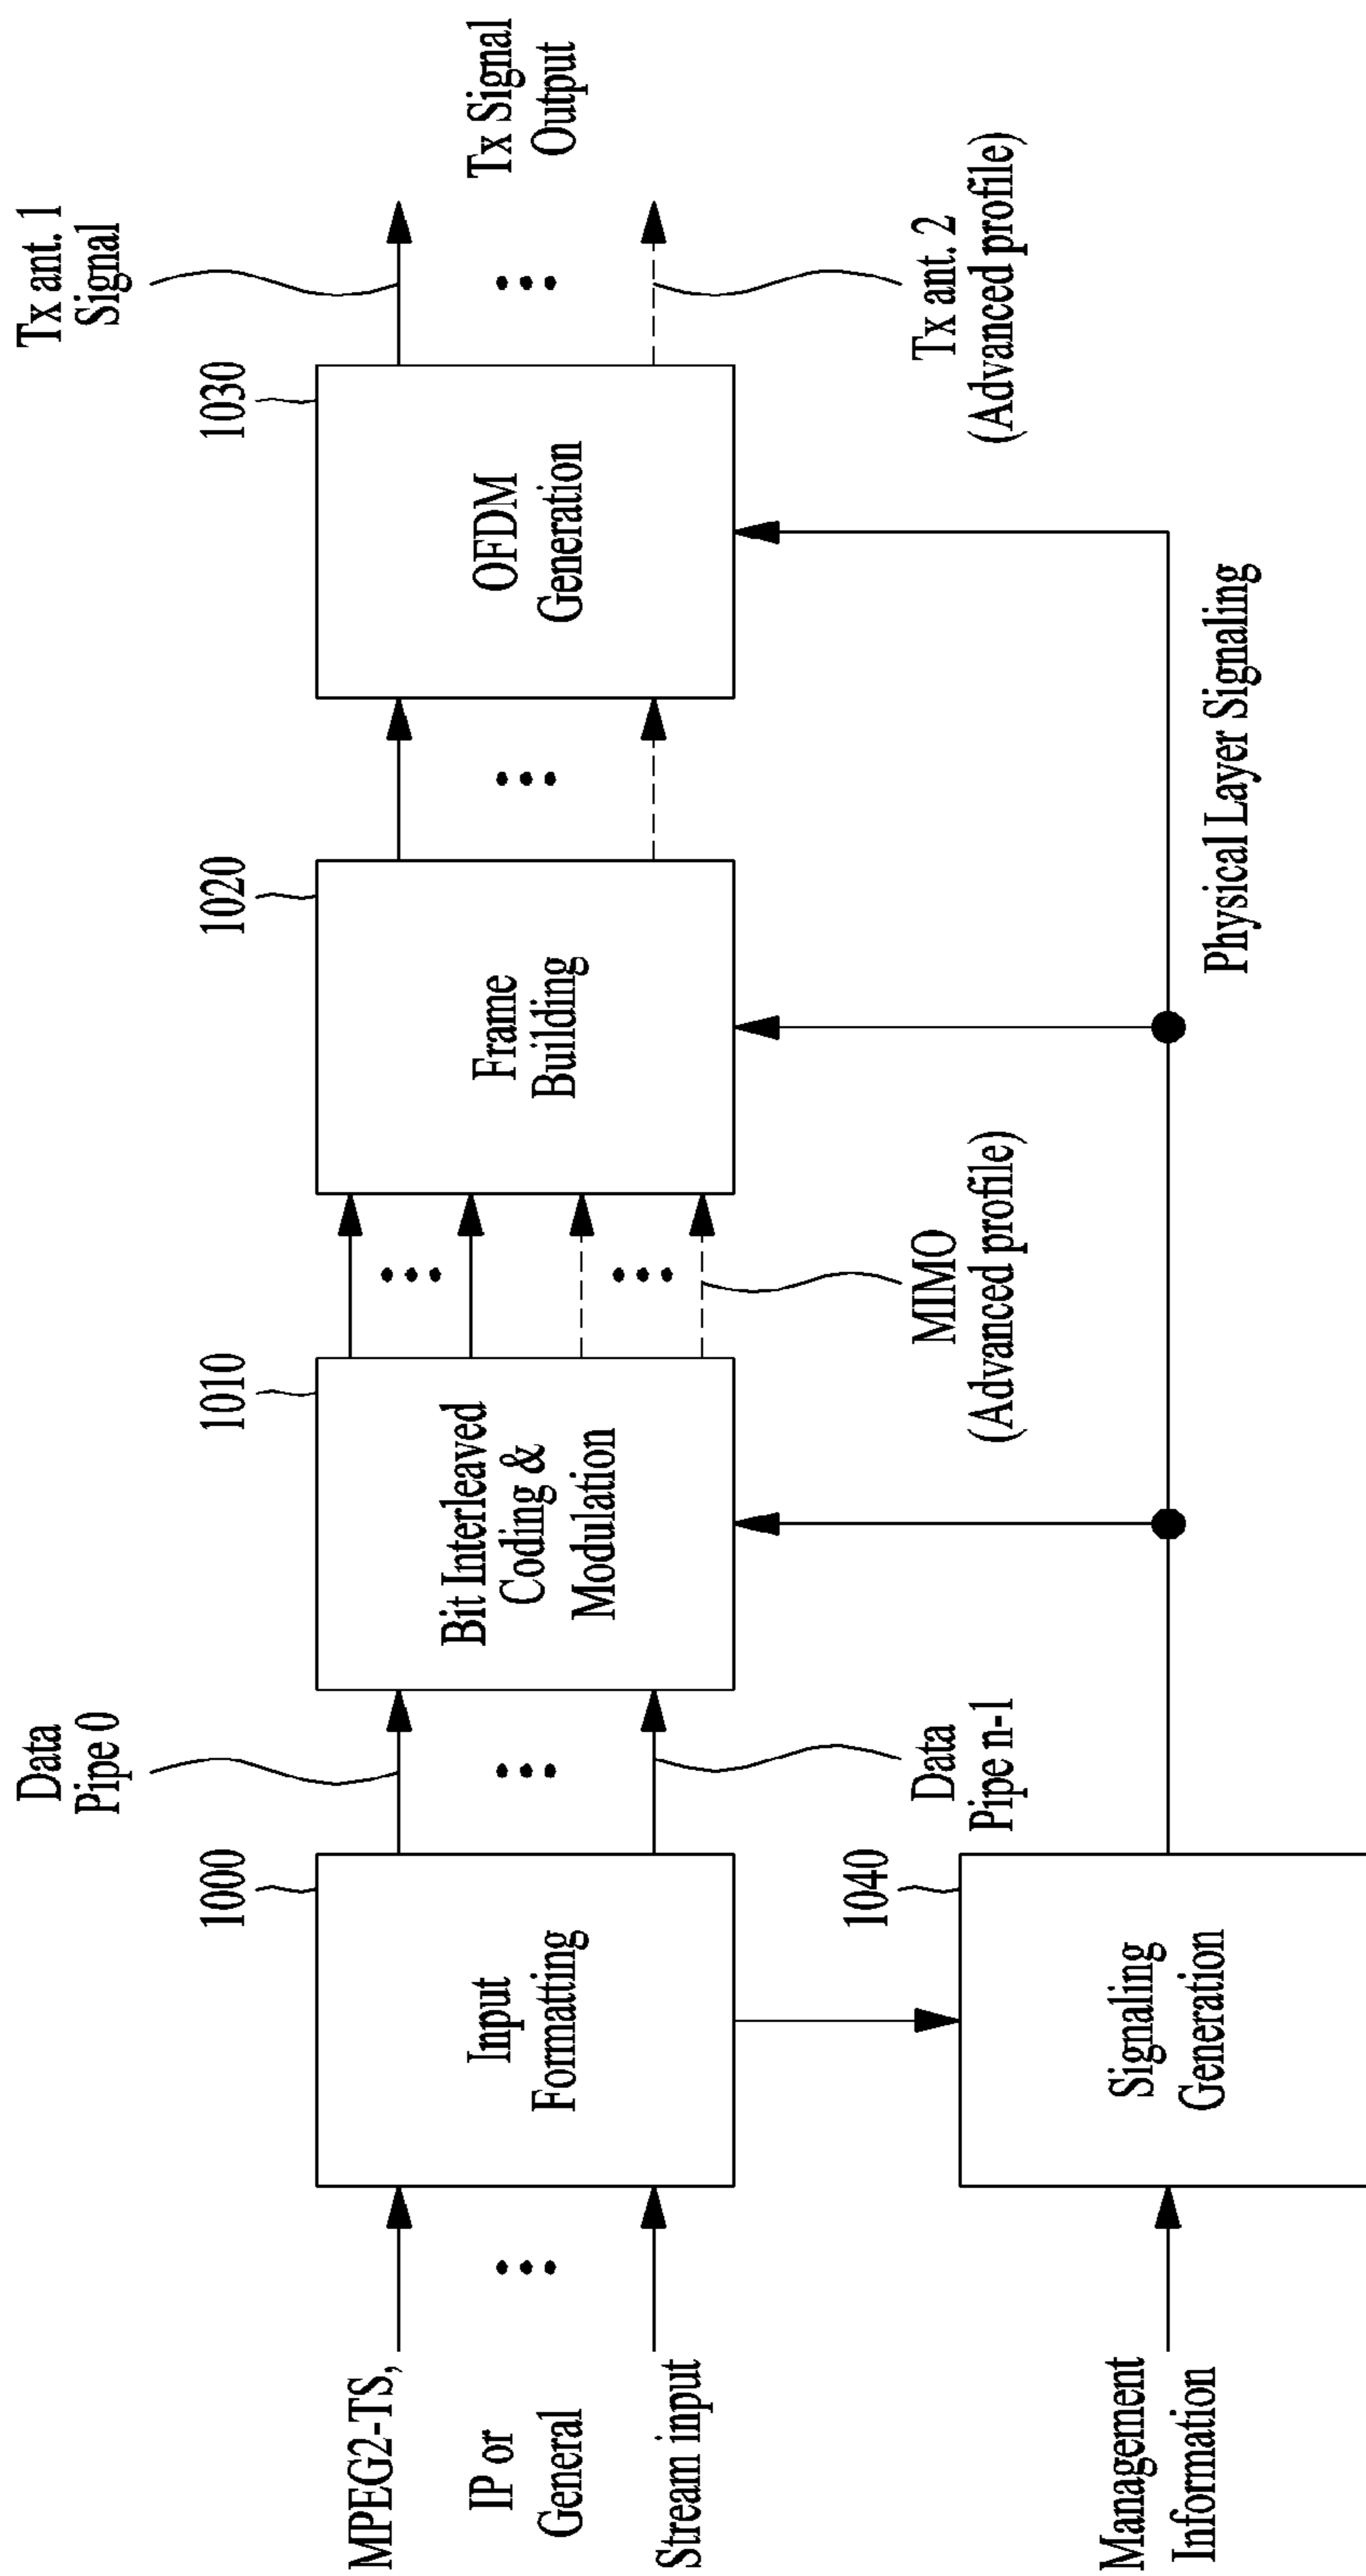 MPEG2-TS,
IP or
General
Stream input
1000
Input
Formatting
Data
Pipe 0
Data
Pipe n-1
1010
Bit Interleaved
Coding &
Modulation
MIMO
(Advanced profile)
1020
Frame
Building
1030
OFDM
Generation
Tx ant. 1
Signal
Tx Signal
Output
Tx ant. 2
(Advanced profile)
Management
Information
1040
Signaling
Generation
Physical Layer Signaling